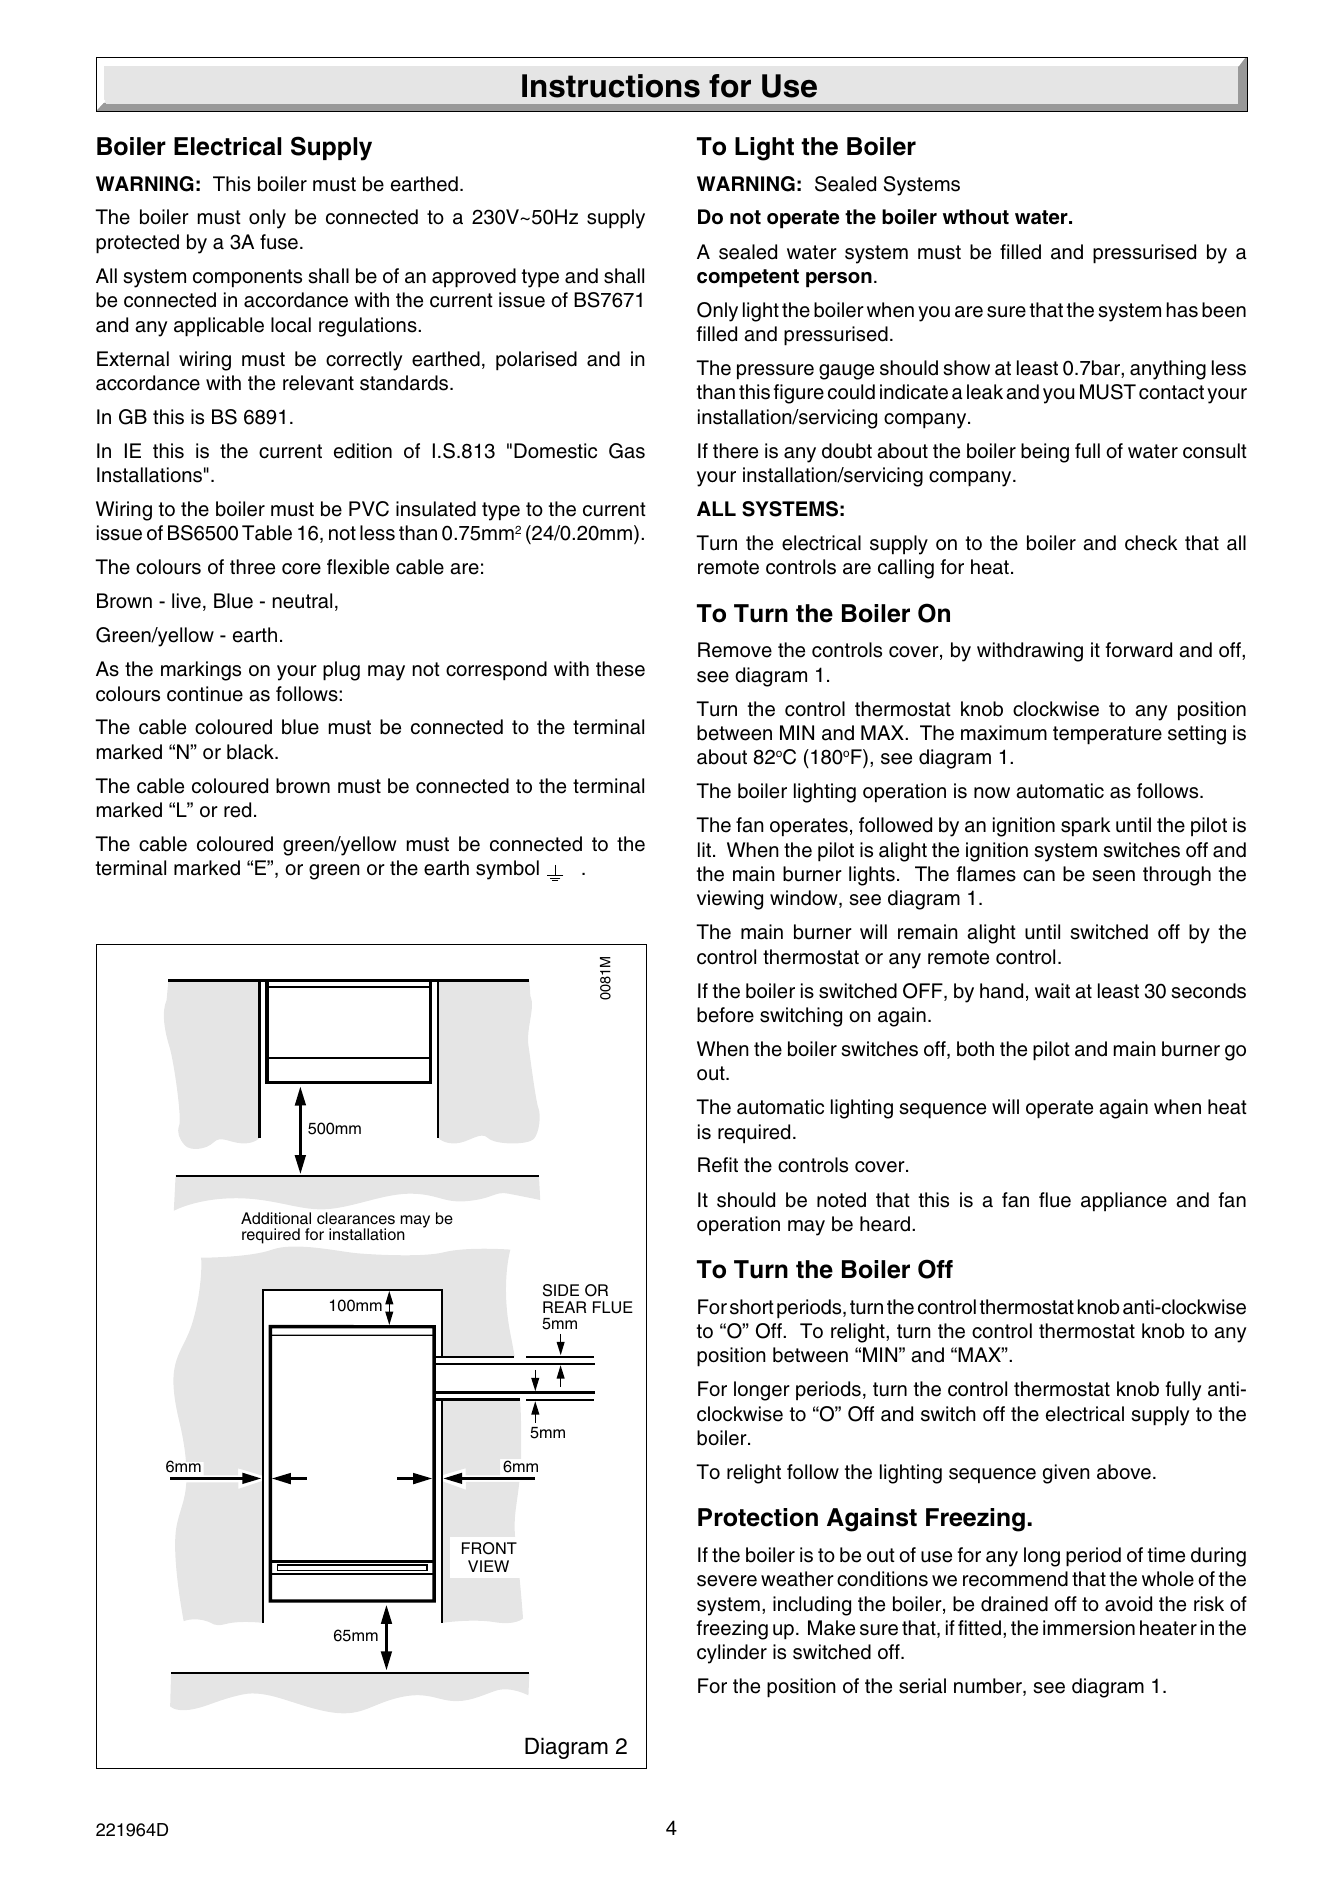 Instructions for Use
Boiler Electrical Supply
WARNING: This boiler must be earthed.
The boiler must only be connected to a 230V~50Hz supply
protected by a 3A fuse.
All system components shall be of an approved type and shall
be connected in accordance with the current issue of BS7671
and any applicable local regulations.
External wiring must be correctly earthed, polarised and in
accordance with the relevant standards.
In GB this is BS 6891.
In IE this is the current edition of I.S.813 "Domestic Gas
Installations".
Wiring to the boiler must be PVC insulated type to the current
issue of BS6500 Table 16, not less than 0.75mm² (24/0.20mm).
The colours of three core flexible cable are:
Brown - live, Blue - neutral,
Green/yellow - earth.
As the markings on your plug may not correspond with these
colours continue as follows:
The cable coloured blue must be connected to the terminal
marked “N” or black.
The cable coloured brown must be connected to the terminal
marked “L” or red.
The cable coloured green/yellow must be connected to the
terminal marked “E”, or green or the earth symbol ⏚ .
0081M
500mm
Additional clearances may be
required for installation
100mm
SIDE OR
REAR FLUE
5mm
5mm
6mm
6mm
FRONT
VIEW
65mm
Diagram 2
To Light the Boiler
WARNING: Sealed Systems
Do not operate the boiler wthout water.
A sealed water system must be filled and pressurised by a
competent person.
Only light the boiler when you are sure that the system has been
filled and pressurised.
The pressure gauge should show at least 0.7bar, anything less
than this figure could indicate a leak and you MUST contact your
installation/servicing company.
If there is any doubt about the boiler being full of water consult
your installation/servicing company.
ALL SYSTEMS:
Turn the electrical supply on to the boiler and check that all
remote controls are calling for heat.
To Turn the Boiler On
Remove the controls cover, by withdrawing it forward and off,
see diagram 1.
Turn the control thermostat knob clockwise to any position
between MIN and MAX. The maximum temperature setting is
about 82ºC (180ºF), see diagram 1.
The boiler lighting operation is now automatic as follows.
The fan operates, followed by an ignition spark until the pilot is
lit. When the pilot is alight the ignition system switches off and
the main burner lights. The flames can be seen through the
viewing window, see diagram 1.
The main burner will remain alight until switched off by the
control thermostat or any remote control.
If the boiler is switched OFF, by hand, wait at least 30 seconds
before switching on again.
When the boiler switches off, both the pilot and main burner go
out.
The automatic lighting sequence will operate again when heat
is required.
Refit the controls cover.
It should be noted that this is a fan flue appliance and fan
operation may be heard.
To Turn the Boiler Off
For short periods, turn the control thermostat knob anti-clockwise
to “O” Off. To relight, turn the control thermostat knob to any
position between “MIN” and “MAX”.
For longer periods, turn the control thermostat knob fully anti-
clockwise to “O” Off and switch off the electrical supply to the
boiler.
To relight follow the lighting sequence given above.
Protection Against Freezing.
If the boiler is to be out of use for any long period of time during
severe weather conditions we recommend that the whole of the
system, including the boiler, be drained off to avoid the risk of
freezing up. Make sure that, if fitted, the immersion heater in the
cylinder is switched off.
For the position of the serial number, see diagram 1.
221964D
4